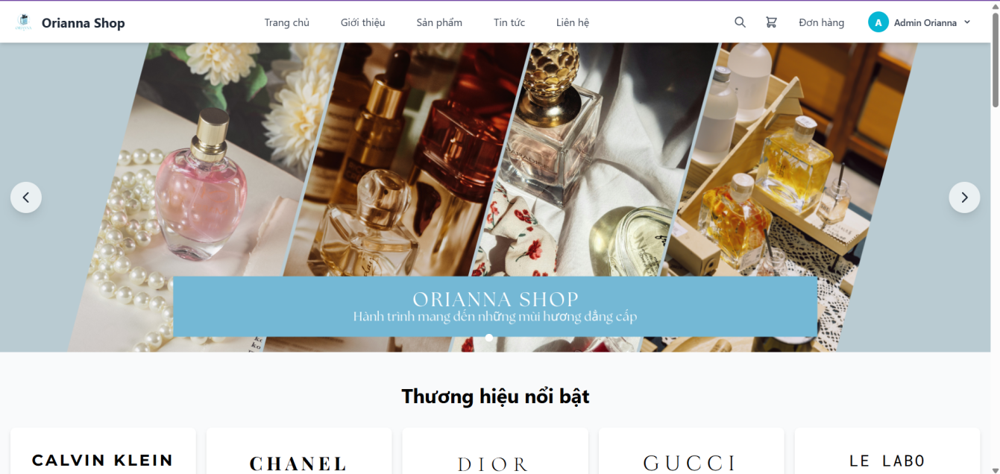 Orianna Shop
Trang chủ
Giới thiệu
Sản phẩm
Tin tức
Liên hệ
Đơn hàng
A
Admin Orianna
ORIANNA SHOP
Hành trình mang đến những mùi hương đẳng cấp
Thương hiệu nổi bật
CALVIN KLEIN
CHANEL
DIOR
GUCCI
LE LABO